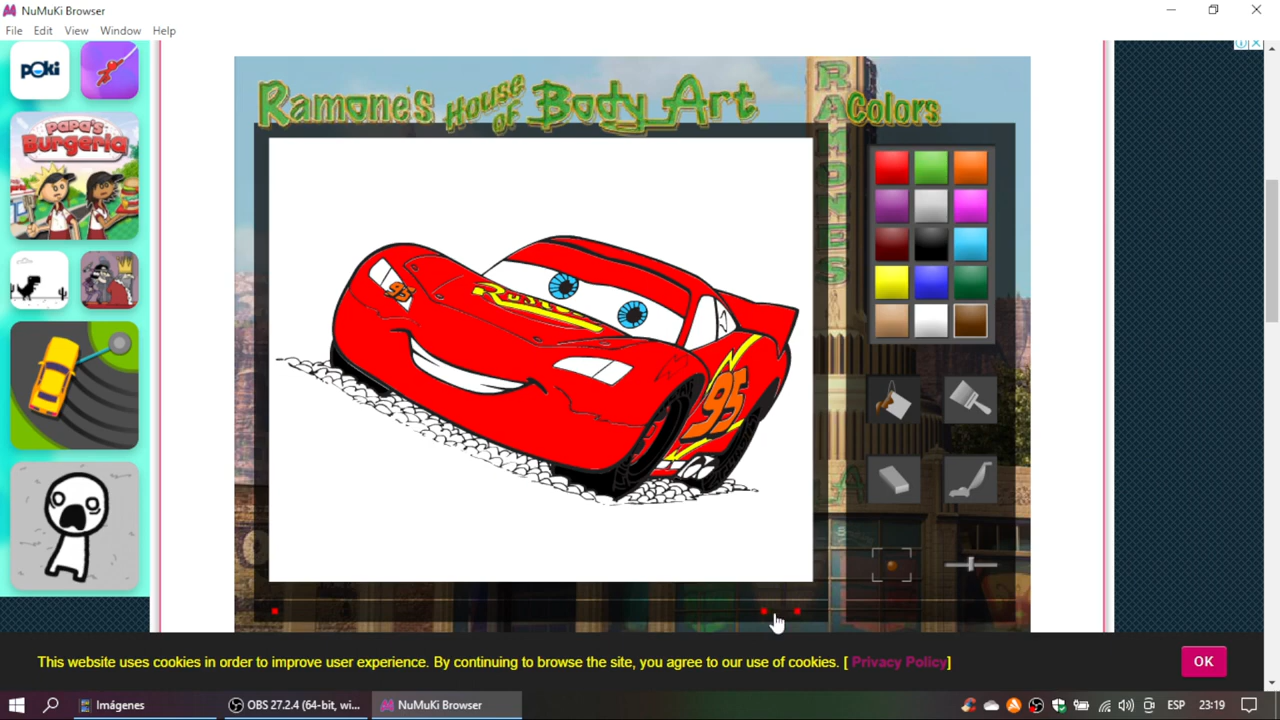 NuMuKi Browser
File Edit View Window Help
POKi
PAPA'S
BURGERIA
Ramone's House of Body Art
RAMONES
Colors
95
95
This website uses cookies in order to improve user experience. By continuing to browse the site, you agree to our use of cookies. [ Privacy Policy]
OK
Imágenes
OBS 27.2.4 (64-bit, wi...
NuMuKi Browser
ESP
23:19